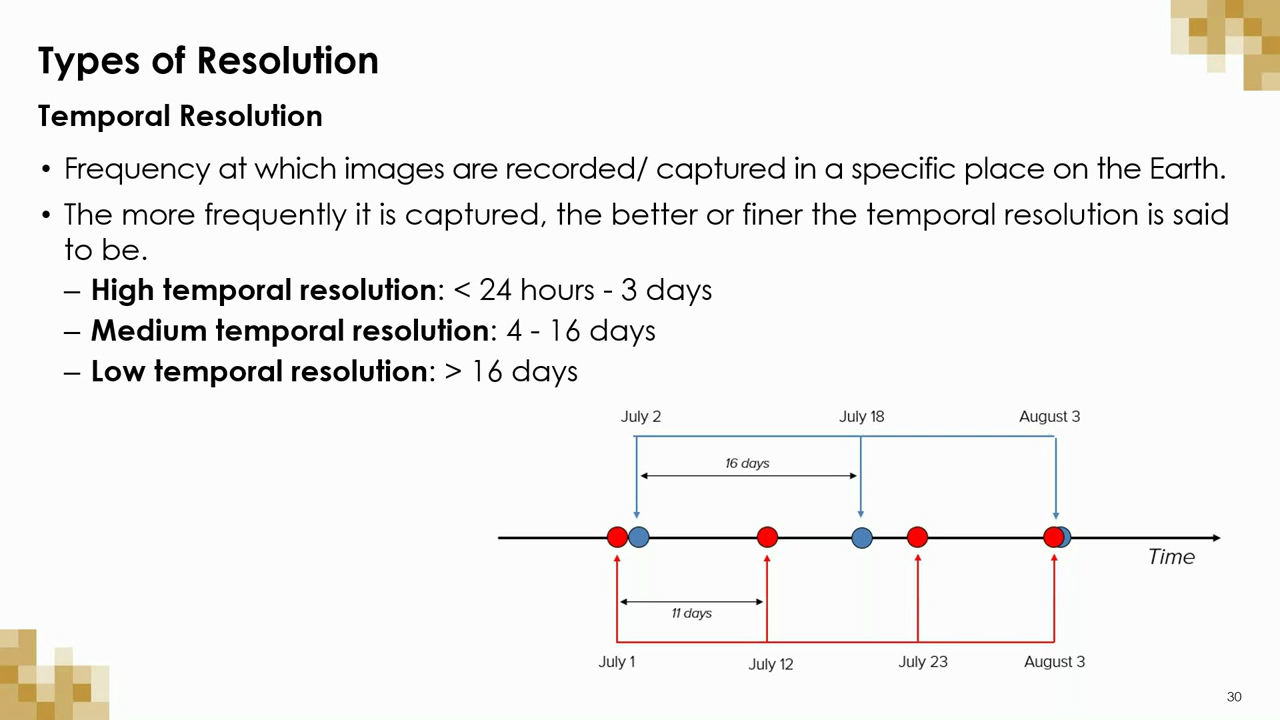 Types of Resolution
Temporal Resolution
• Frequency at which images are recorded/ captured in a specific place on the Earth.
• The more frequently it is captured, the better or finer the temporal resolution is said
to be.
– High temporal resolution: < 24 hours - 3 days
– Medium temporal resolution: 4 - 16 days
– Low temporal resolution: > 16 days
July 2 July 18 August 3
16 days
Time
11 days
July 1 July 12 July 23 August 3
30